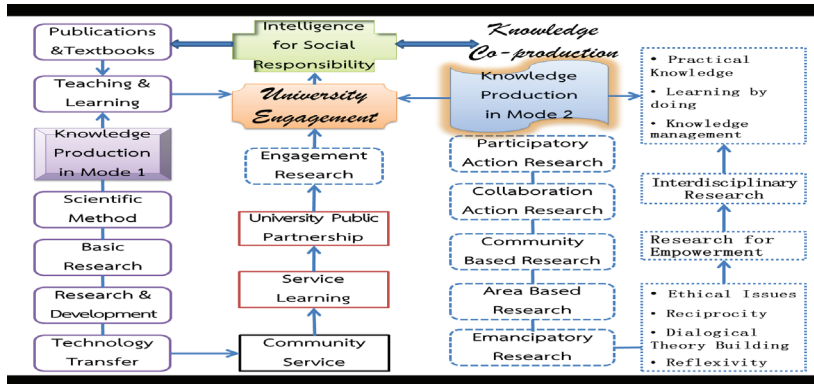 Publications
&Textbooks
Teaching &
Learning
Knowledge
Production
in Mode 1
Scientific
Method
Basic
Research
Research &
Development
Technology
Transfer
Intelligence
for Social
Responsibility
University
Engagement
Engagement
Research
University Public
Partnership
Service
Learning
Community
Service
Knowledge
Co-production
Knowledge
Production
in Mode 2
Participatory
Action Research
Collaboration
Action Research
Community
Based Research
Area Based
Research
Emancipatory
Research
• Practical
Knowledge
• Learning by
doing
• Knowledge
management
Interdisciplinary
Research
Research for
Empowerment
• Ethical Issues
• Reciprocity
• Dialogical
Theory Building
• Reflexivity